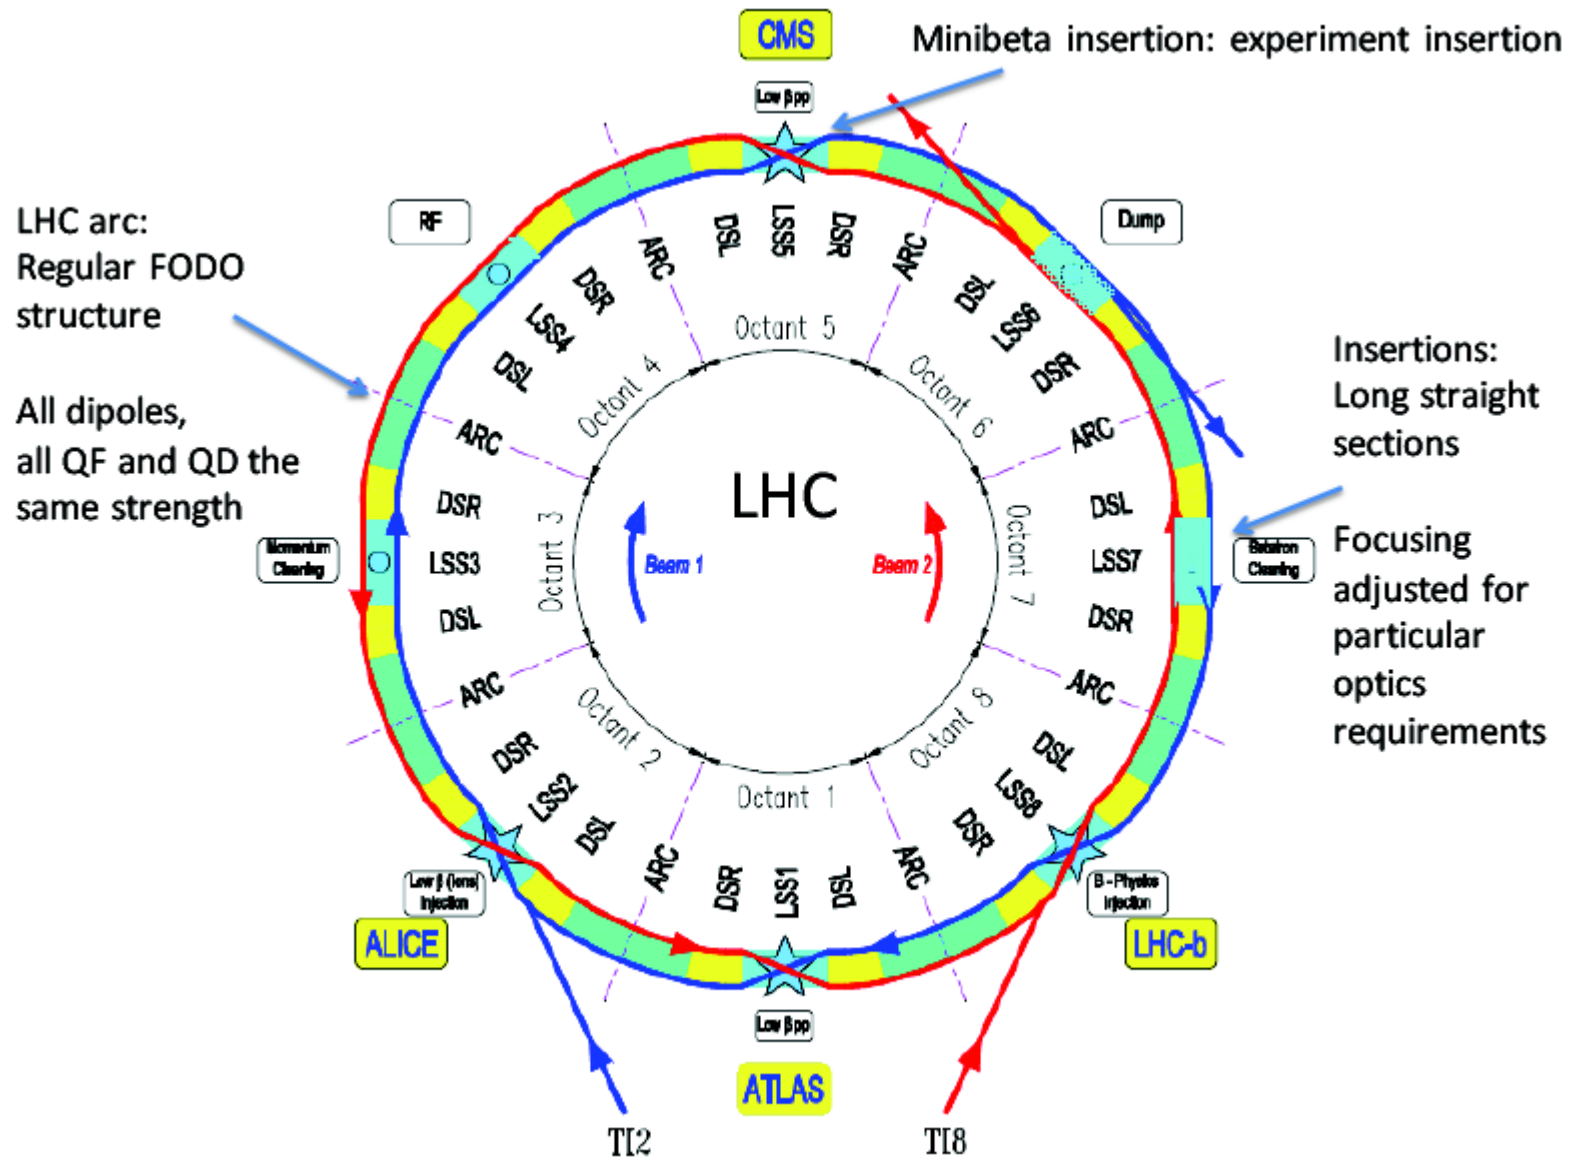 CMS
Minibeta insertion: experiment insertion
Low β pp
LHC arc:
Regular FODO
structure
All dipoles,
all QF and QD the
same strength
RF
Dump
DSL
LSS5
DSR
ARC
ARC
DSR
LSS4
DSL
DSL
LSS6
DSR
Octant 5
Octant 4
Octant 6
Insertions:
Long straight
sections
Focusing
adjusted for
particular
optics
requirements
ARC
ARC
LHC
DSR
LSS3
DSL
DSL
LSS7
DSR
Octant 3
Octant 7
Beam 1
Beam 2
Momentum
Cleaning
Betatron
Cleaning
ARC
ARC
Octant 2
Octant 8
Octant 1
DSR
LSS2
DSL
DSL
LSS8
DSR
ARC
ARC
DSR
LSS1
DSL
Low β (ions)
Injection
B - Physics
Injection
ALICE
LHC-b
Low β pp
ATLAS
TI2
TI8